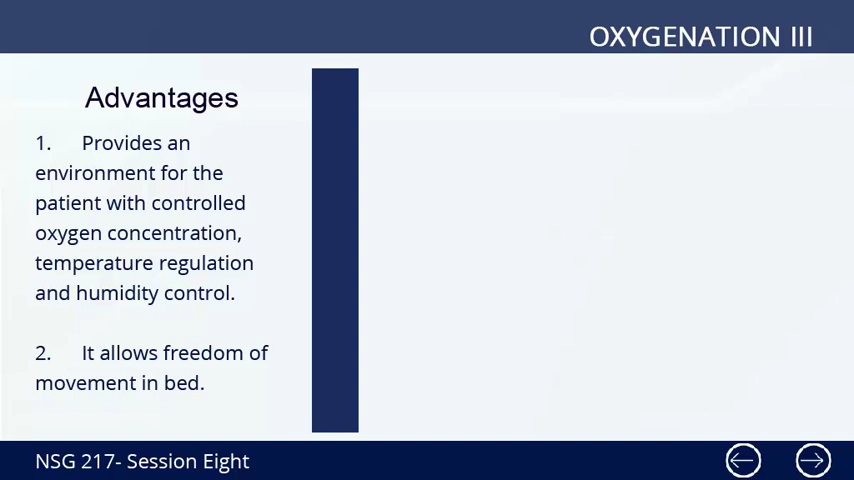 OXYGENATION III
Advantages
1. Provides an
environment for the
patient with controlled
oxygen concentration,
temperature regulation
and humidity control.
2. It allows freedom of
movement in bed.
NSG 217- Session Eight